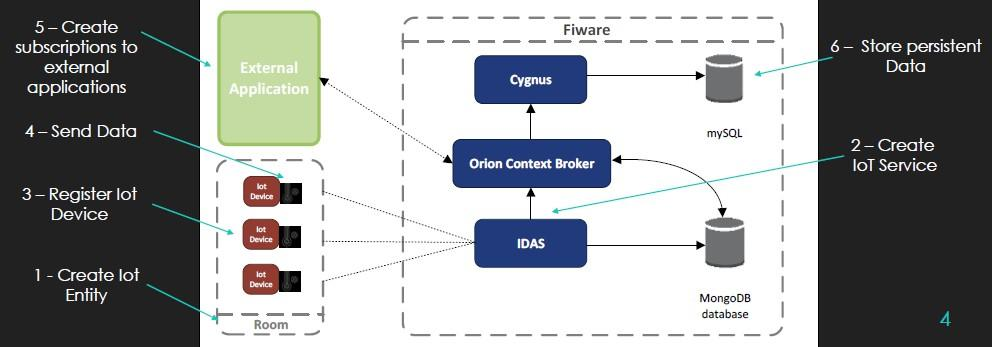 5 – Create
subscriptions to
external
applications
4 – Send Data
3 – Register Iot
Device
1 - Create Iot
Entity
External
Application
Iot
Device
Iot
Device
Iot
Device
Room
Fiware
Cygnus
mySQL
Orion Context Broker
IDAS
MongoDB
database
6 – Store persistent
Data
2 – Create
IoT Service
4